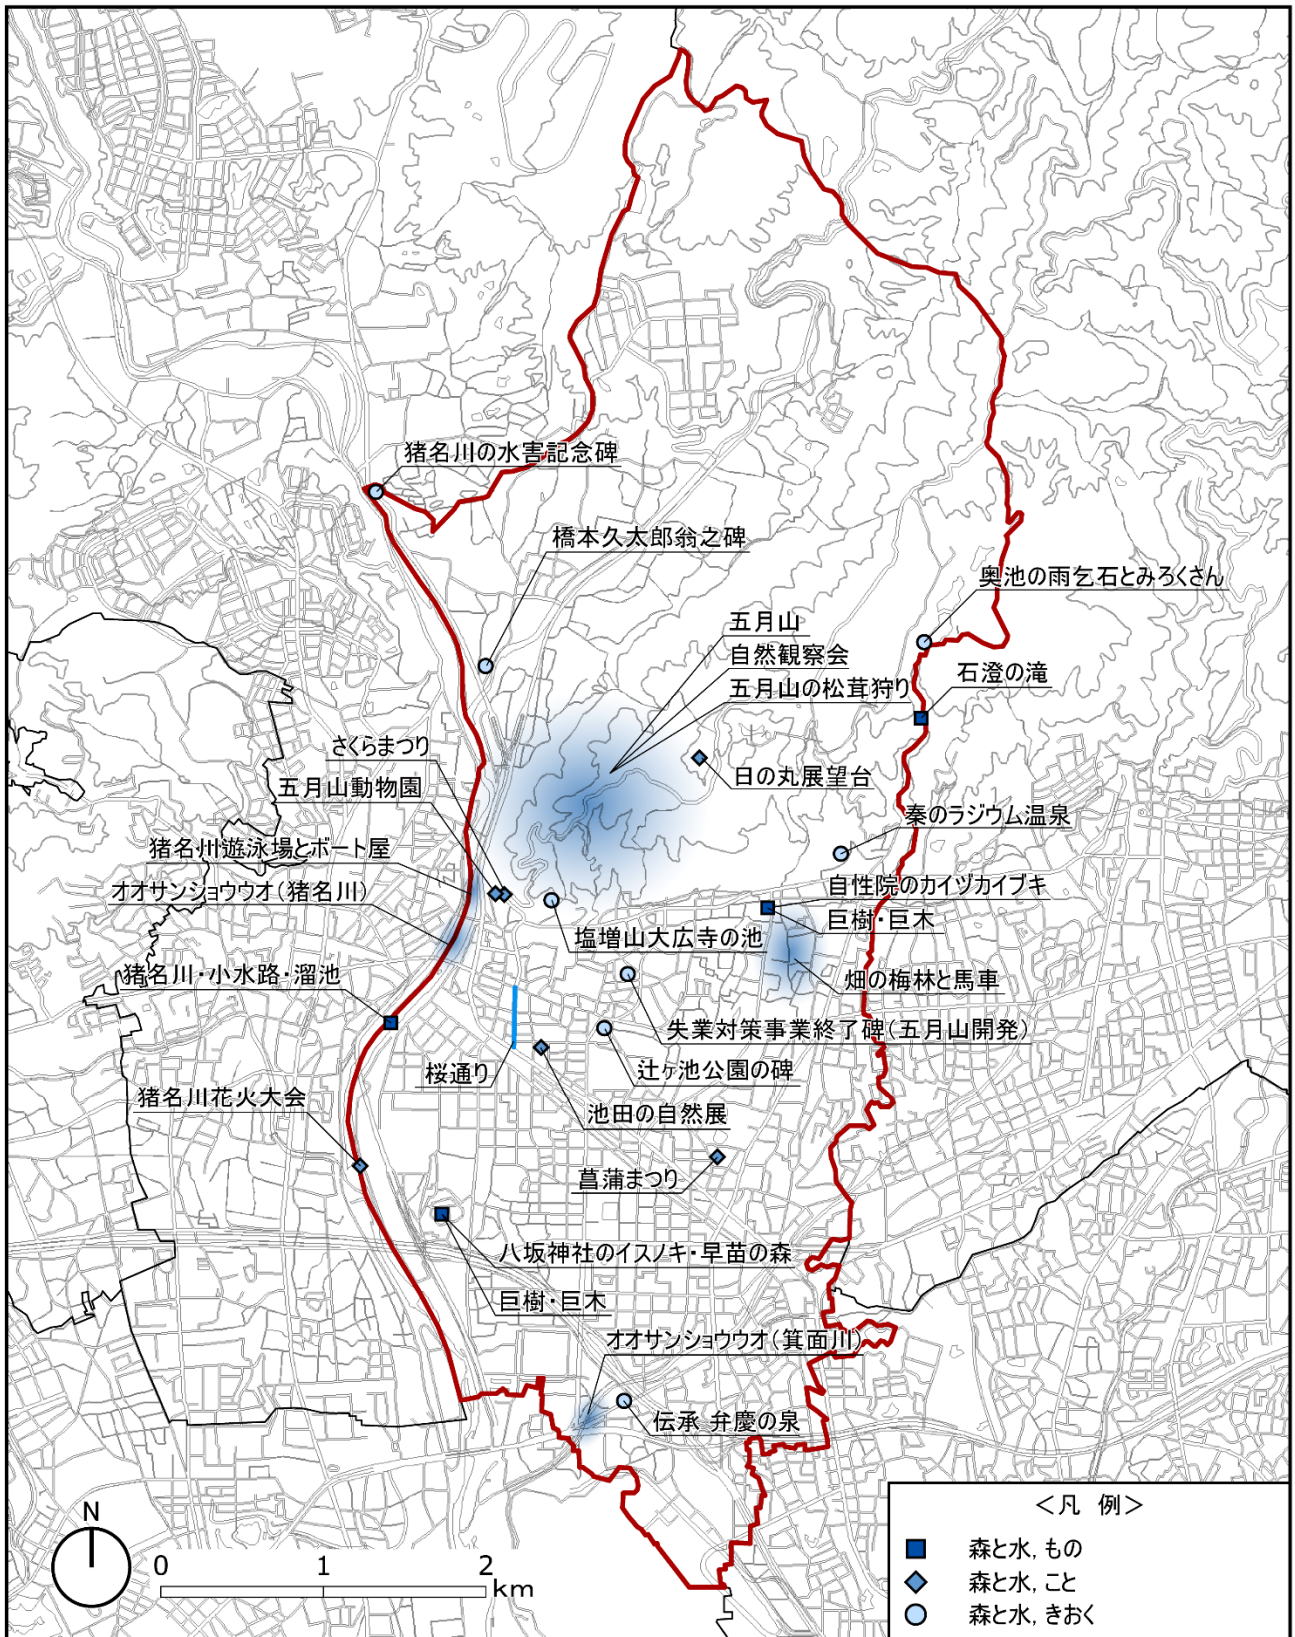 猪名川の水害記念碑
橋本久太郎翁之碑
奥池の雨乞石とみろくさん
五月山
自然観察会
五月山の松茸狩り
石澄の滝
さくらまつり
日の丸展望台
五月山動物園
秦のラジウム温泉
猪名川遊泳場とボート屋
オオサンショウウオ(猪名川)
自性院のカイヅカイブキ
巨樹・巨木
塩増山大広寺の池
猪名川・小水路・溜池
畑の梅林と馬車
失業対策事業終了碑(五月山開発)
桜通り
辻ヶ池公園の碑
猪名川花火大会
池田の自然展
菖蒲まつり
八坂神社のイスノキ・早苗の森
巨樹・巨木
オオサンショウウオ(箕面川)
伝承 弁慶の泉
N
0 1 2
km
<凡 例>
森と水, もの
森と水, こと
森と水, きおく